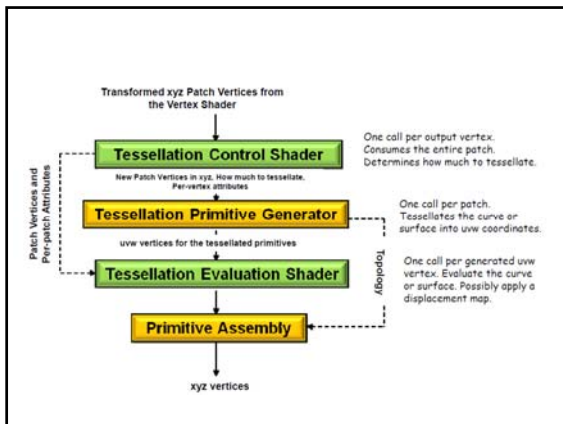 Transformed xyz Patch Vertices from
the Vertex Shader
Tessellation Control Shader
One call per output vertex.
Consumes the entire patch.
Determines how much to tessellate.
New Patch Vertices in xyz, How much to tessellate,
Per-vertex attributes
Patch Vertices and
Per-patch Attributes
Tessellation Primitive Generator
One call per patch.
Tessellates the curve or
surface into uvw coordinates.
uvw vertices for the tessellated primitives
Tessellation Evaluation Shader
Topology
One call per generated uvw
vertex. Evaluate the curve
or surface. Possibly apply a
displacement map.
Primitive Assembly
xyz vertices